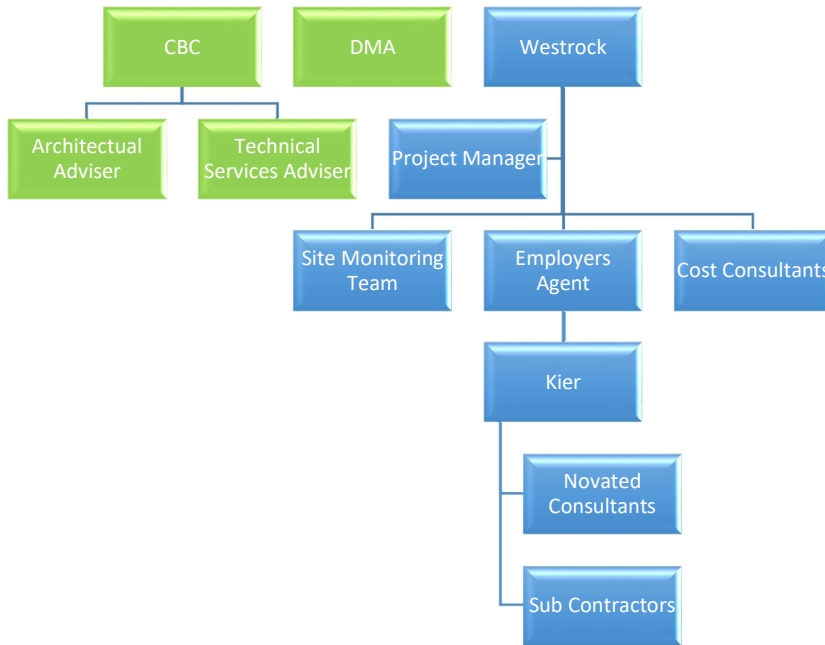 CBC
DMA
Westrock
Architectual
Adviser
Technical
Services Adviser
Project Manager
Site Monitoring
Team
Employers
Agent
Cost Consultants
Kier
Novated
Consultants
Sub Contractors